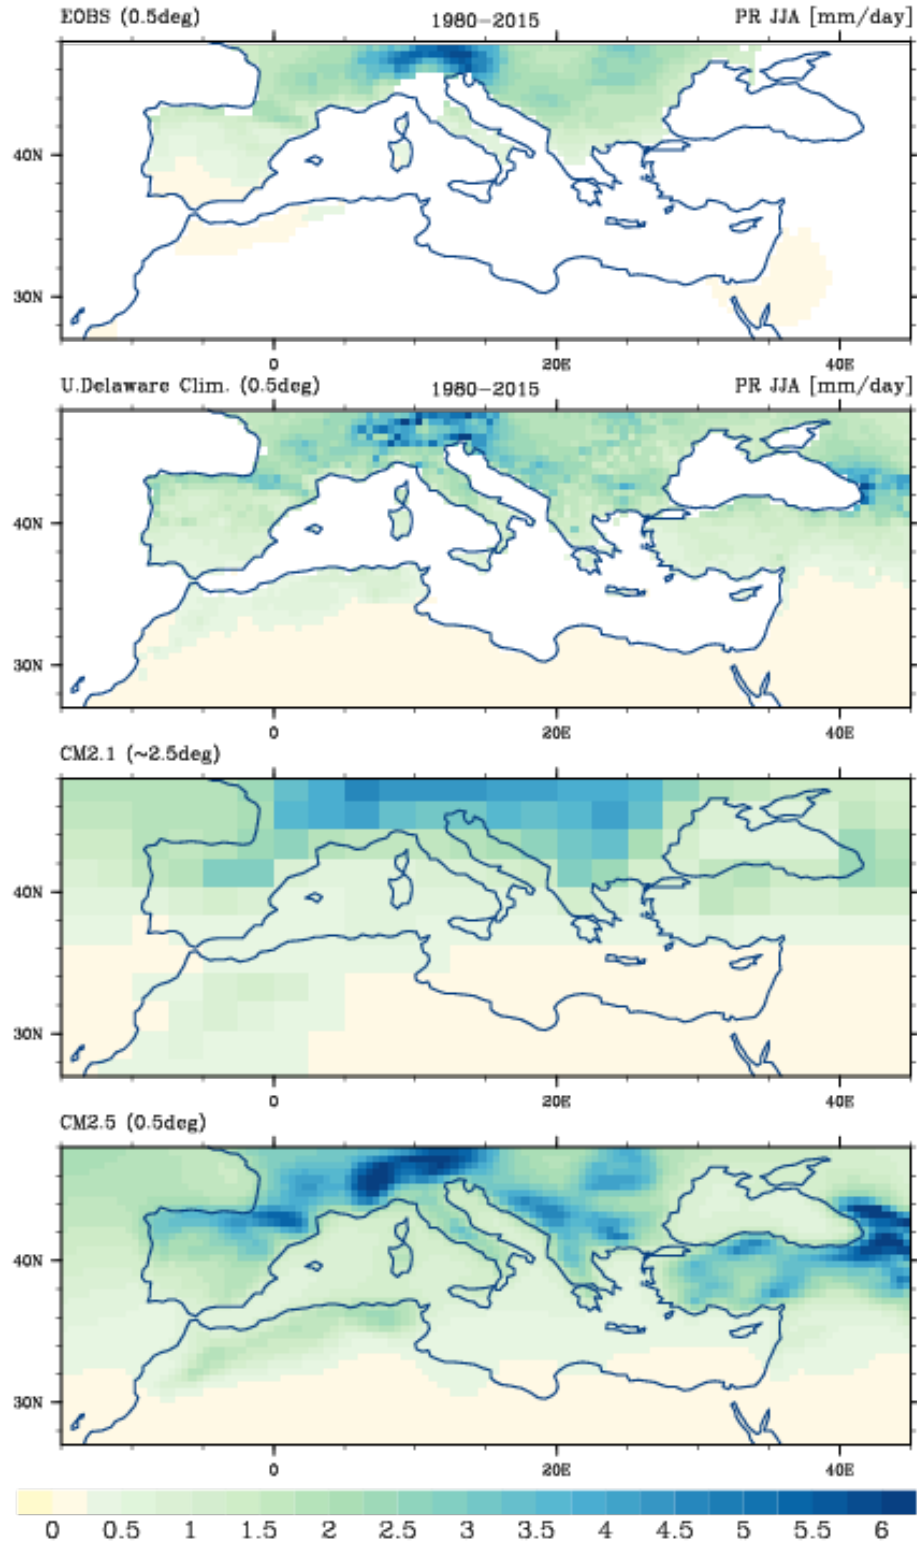 EOBS (0.5deg) 1980-2015 PR JJA [mm/day]
40N
30N
0 20E 40E
U.Delaware Clim. (0.5deg) 1980-2015 PR JJA [mm/day]
40N
30N
0 20E 40E
CM2.1 (~2.5deg)
40N
30N
0 20E 40E
CM2.5 (0.5deg)
40N
30N
0 20E 40E
0 0.5 1 1.5 2 2.5 3 3.5 4 4.5 5 5.5 6